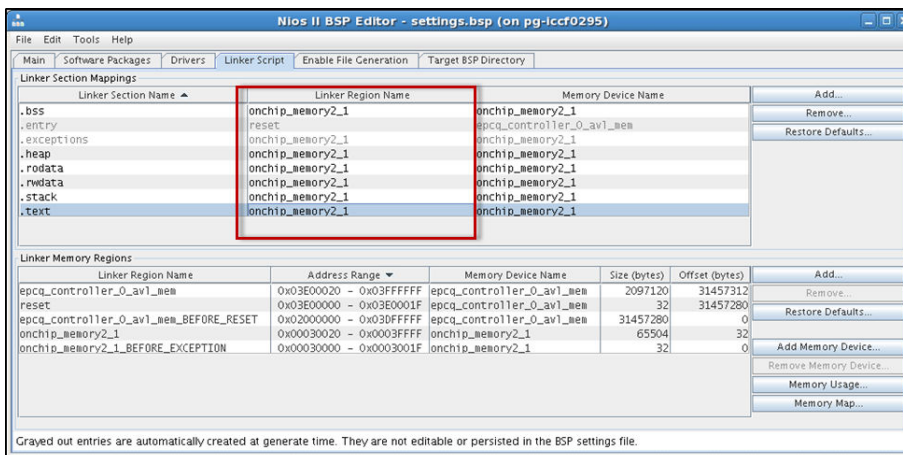 Nios II BSP Editor - settings.bsp (on pg-iccf0295)
File Edit Tools Help
Main Software Packages Drivers Linker Script Enable File Generation Target BSP Directory
Linker Section Mappings
Linker Section Name Linker Region Name Memory Device Name Add...
.bss onchip_memory2_1 onchip_memory2_1 Remove...
.entry reset epcq_controller_0_avl_mem Restore Defaults...
.exceptions onchip_memory2_1 onchip_memory2_1
.heap onchip_memory2_1 onchip_memory2_1
.rodata onchip_memory2_1 onchip_memory2_1
.rwdata onchip_memory2_1 onchip_memory2_1
.stack onchip_memory2_1 onchip_memory2_1
.text onchip_memory2_1 onchip_memory2_1
Linker Memory Regions
Linker Region Name Address Range Memory Device Name Size (bytes) Offset (bytes) Add...
epcq_controller_0_avl_mem 0x03E00020 - 0x03FFFFFF epcq_controller_0_avl_mem 2097120 31457312 Remove...
reset 0x03E00000 - 0x03E0001F epcq_controller_0_avl_mem 32 31457280 Restore Defaults...
epcq_controller_0_avl_mem_BEFORE_RESET 0x02000000 - 0x03DFFFFF epcq_controller_0_avl_mem 31457280 0
onchip_memory2_1 0x00030020 - 0x0003FFFF onchip_memory2_1 65504 32
onchip_memory2_1_BEFORE_EXCEPTION 0x00030000 - 0x0003001F onchip_memory2_1 32 0 Add Memory Device...
Remove Memory Device...
Memory Usage...
Memory Map...
Grayed out entries are automatically created at generate time. They are not editable or persisted in the BSP settings file.